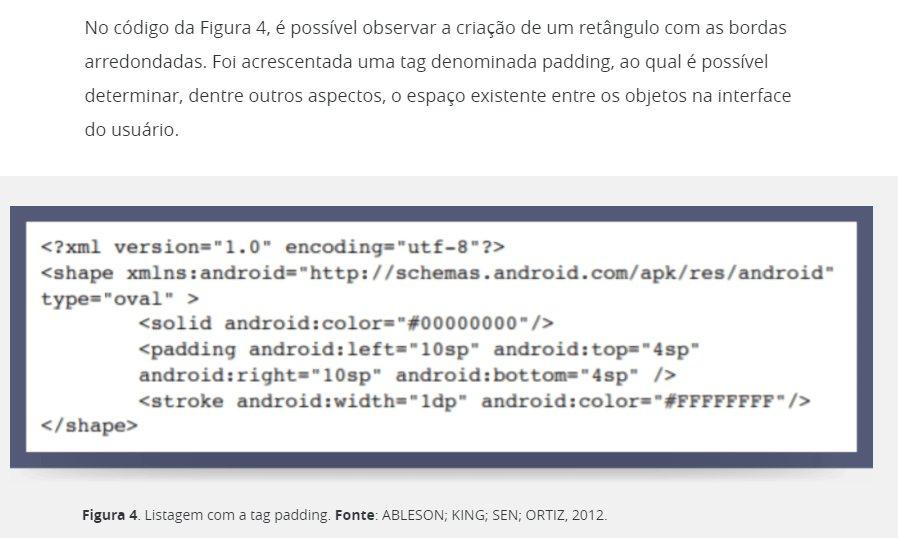 No código da Figura 4, é possível observar a criação de um retângulo com as bordas
arredondadas. Foi acrescentada uma tag denominada padding, ao qual é possível
determinar, dentre outros aspectos, o espaço existente entre os objetos na interface
do usuário.
<?xml version="1.0" encoding="utf-8"?>
<shape xmlns:android="http://schemas.android.com/apk/res/android"
type="oval" >
<solid android:color="#00000000"/>
<padding android:left="10sp" android:top="4sp"
android:right="10sp" android:bottom="4sp" />
<stroke android:width="1dp" android:color="#FFFFFFFF"/>
</shape>
Figura 4. Listagem com a tag padding. Fonte: ABLESON; KING; SEN; ORTIZ, 2012.